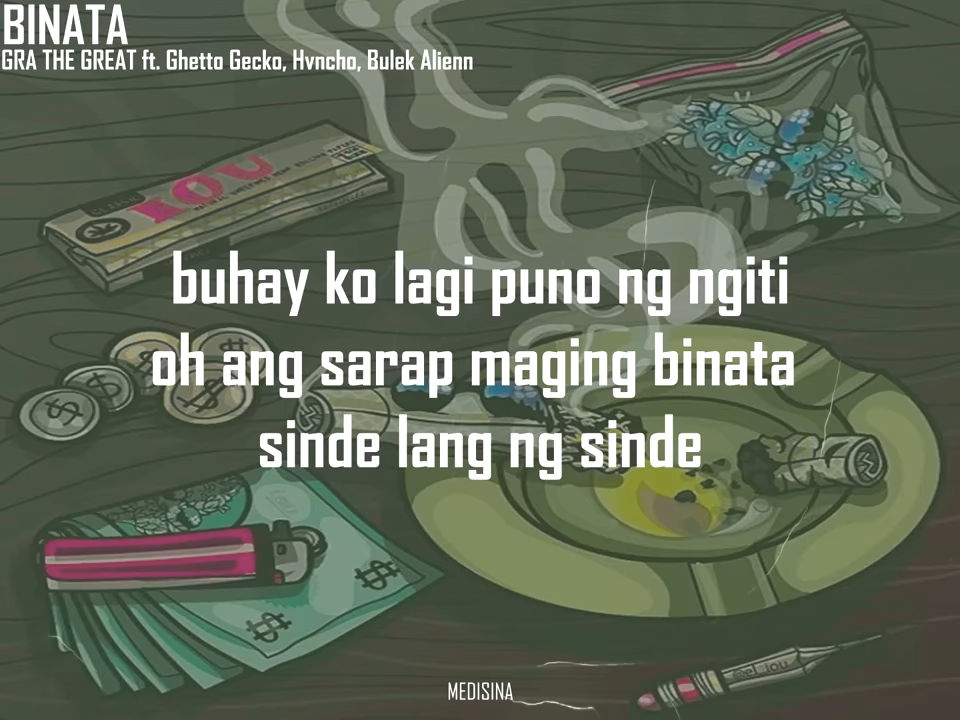 BINATA
GRA THE GREAT ft. Ghetto Gecko, Hvncho, Bulek Alienn
IOU
buhay ko lagi puno ng ngiti
oh ang sarap maging binata
sinde lang ng sinde
MEDISINA